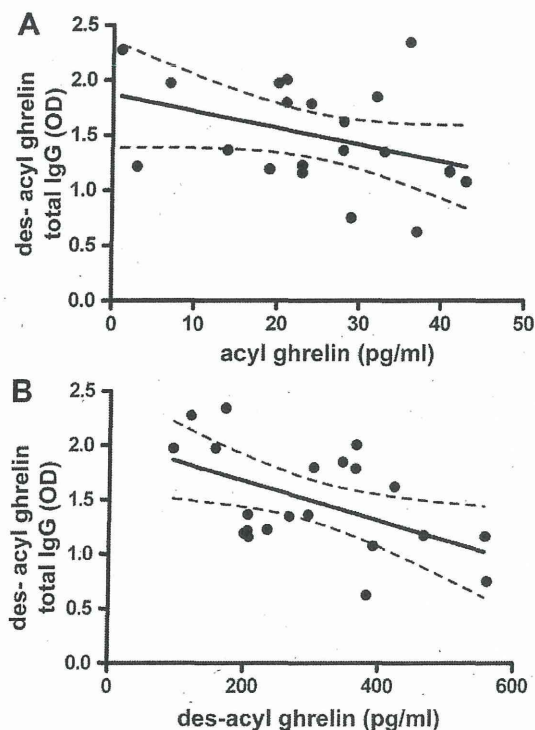 A
des- acyl ghrelin
total IgG (OD)
2.5
2.0
1.5
1.0
0.5
0.0
0 10 20 30 40 50
acyl ghrelin (pg/ml)
B
des- acyl ghrelin
total IgG (OD)
2.5
2.0
1.5
1.0
0.5
0.0
200 400 600
des-acyl ghrelin (pg/ml)